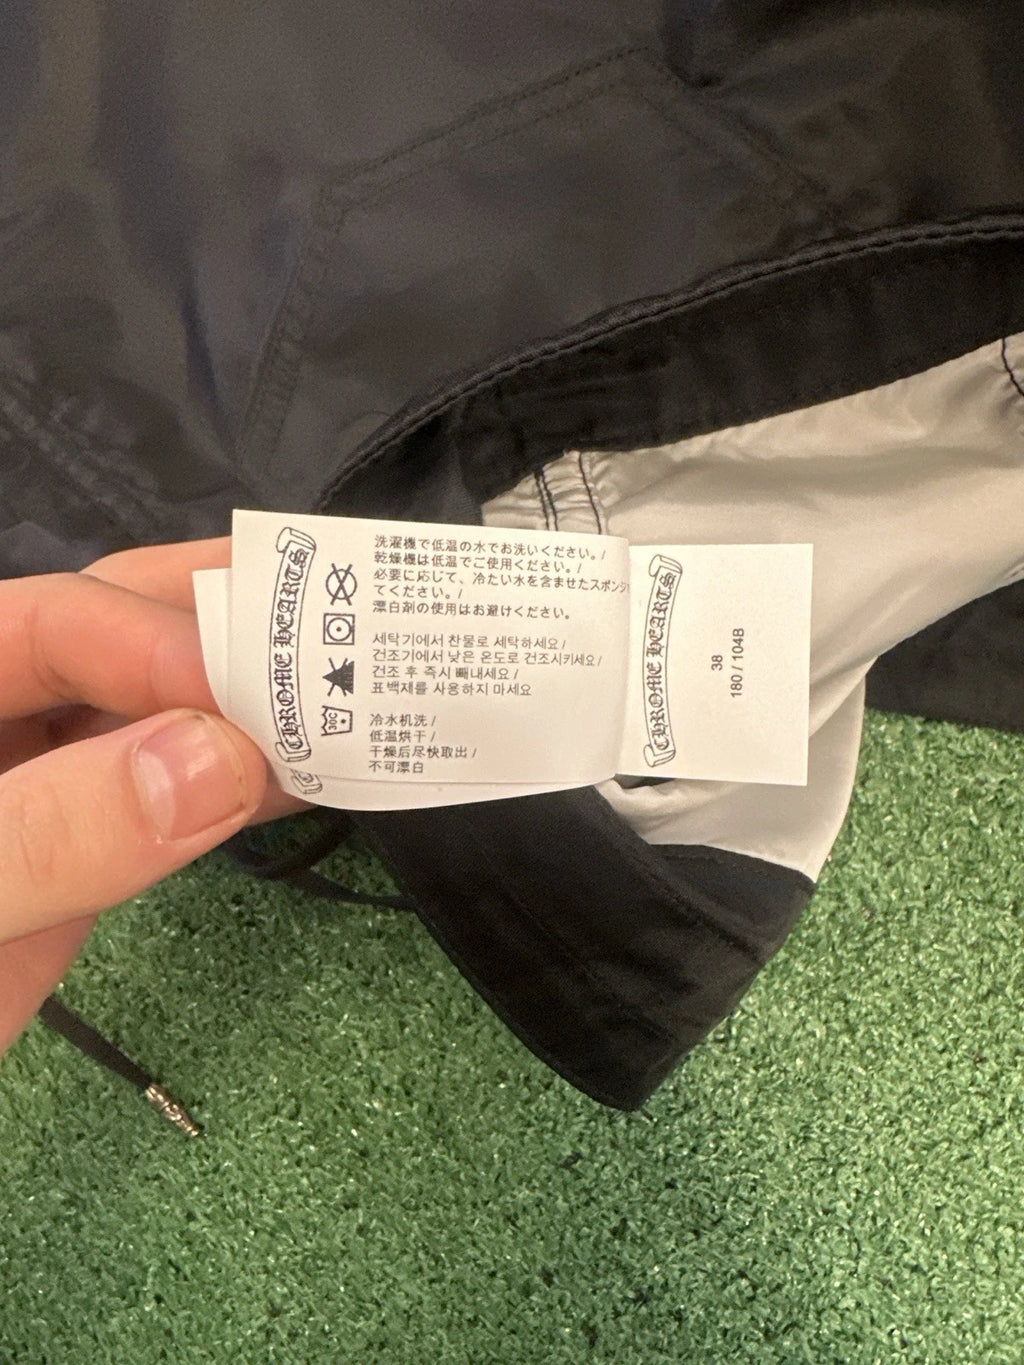 CHROME HEARTS
洗濯機で低温の水でお洗いください。/
乾燥機は低温でご使用ください。/
必要に応じて、冷たい水を含ませたスポンジ
てください。/
漂白剤の使用はお避けください。
세탁기에서 찬물로 세탁하세요 /
건조기에서 낮은 온도로 건조시키세요 /
건조 후 즉시 빼내세요 /
표백제를 사용하지 마세요
冷水机洗 /
低温烘干 /
干燥后尽快取出 /
不可漂白
30C
CHROME HEARTS
38
180 / 104B